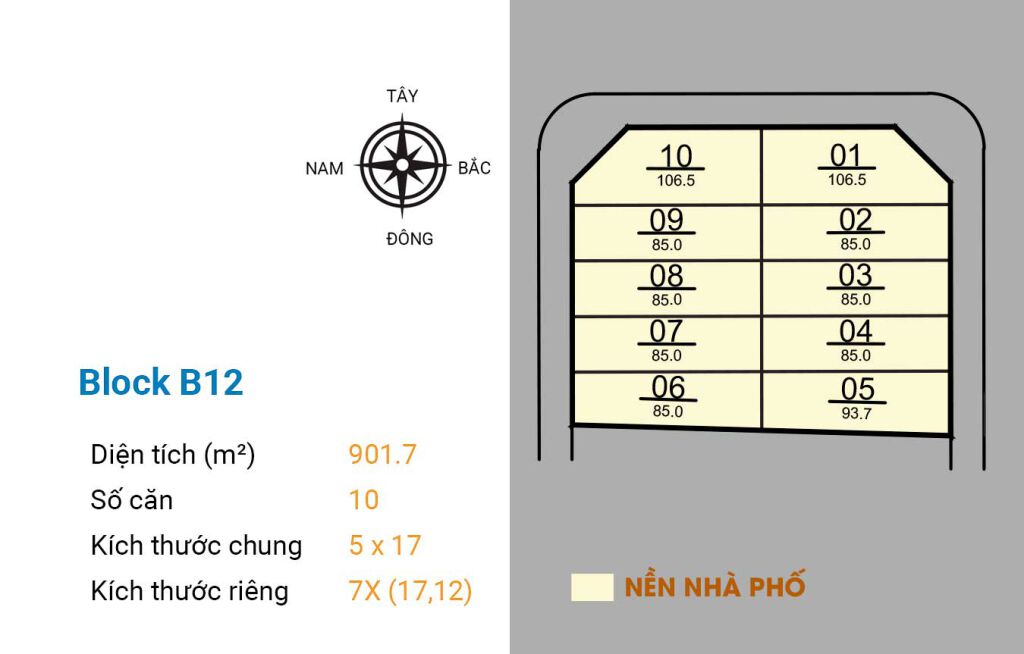 TÂY
NAM
BẮC
ĐÔNG
Block B12
Diện tích (m²) 901.7
Số căn 10
Kích thước chung 5 x 17
Kích thước riêng 7X (17,12)
10
106.5
01
106.5
09
85.0
02
85.0
08
85.0
03
85.0
07
85.0
04
85.0
06
85.0
05
93.7
NỀN NHÀ PHỐ